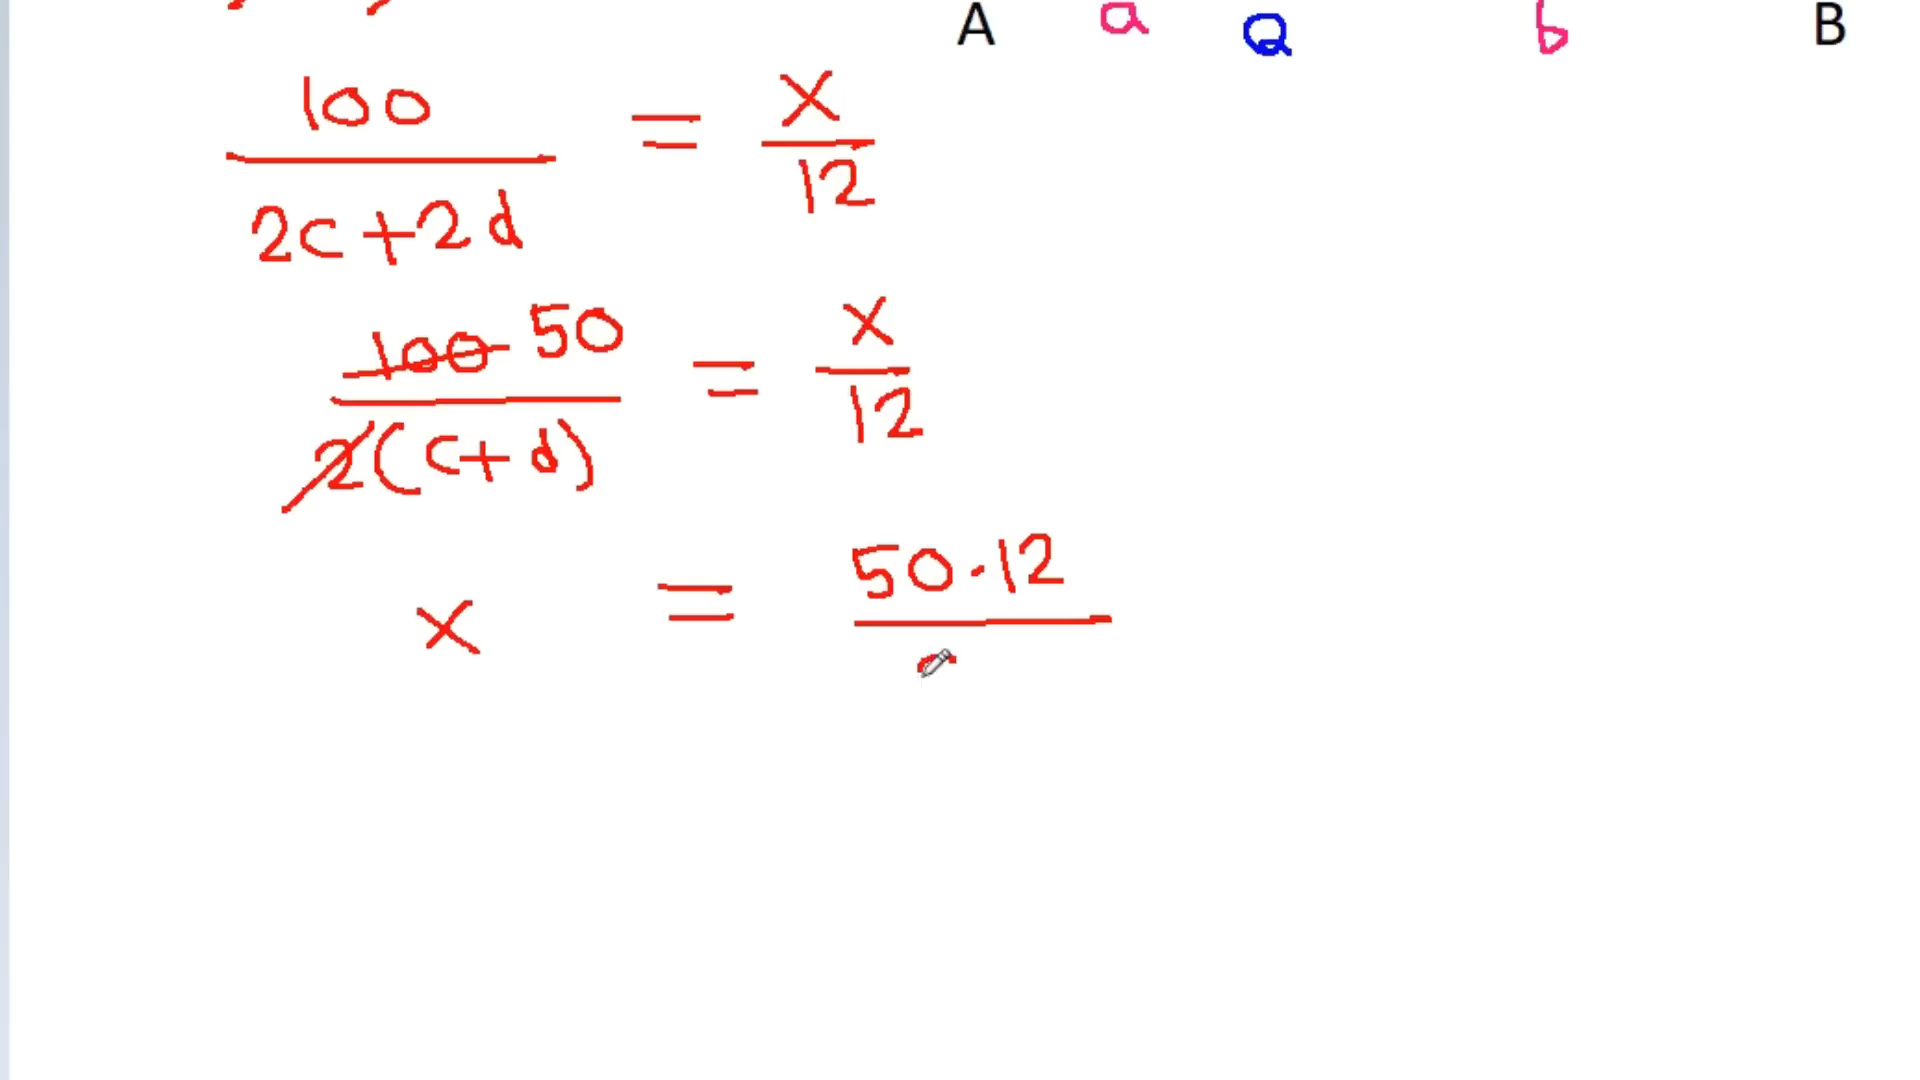 A a Q b B
100 = x
2c+2d 12
100 50 = x
2(c+d) 12
x = 50·12